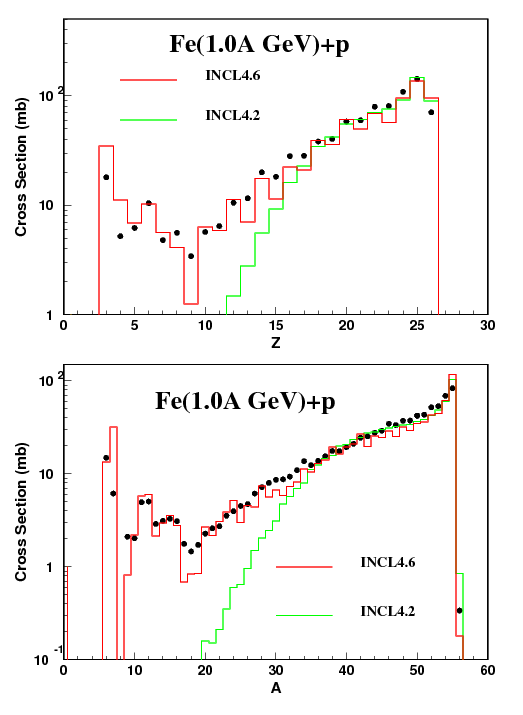 Fe(1.0A GeV)+p
INCL4.6
INCL4.2
Cross Section (mb)
10 2
10
1
0 5 10 15 20 25 30
Z
Fe(1.0A GeV)+p
INCL4.6
INCL4.2
Cross Section (mb)
10 2
10
1
10 -1
0 10 20 30 40 50 60
A